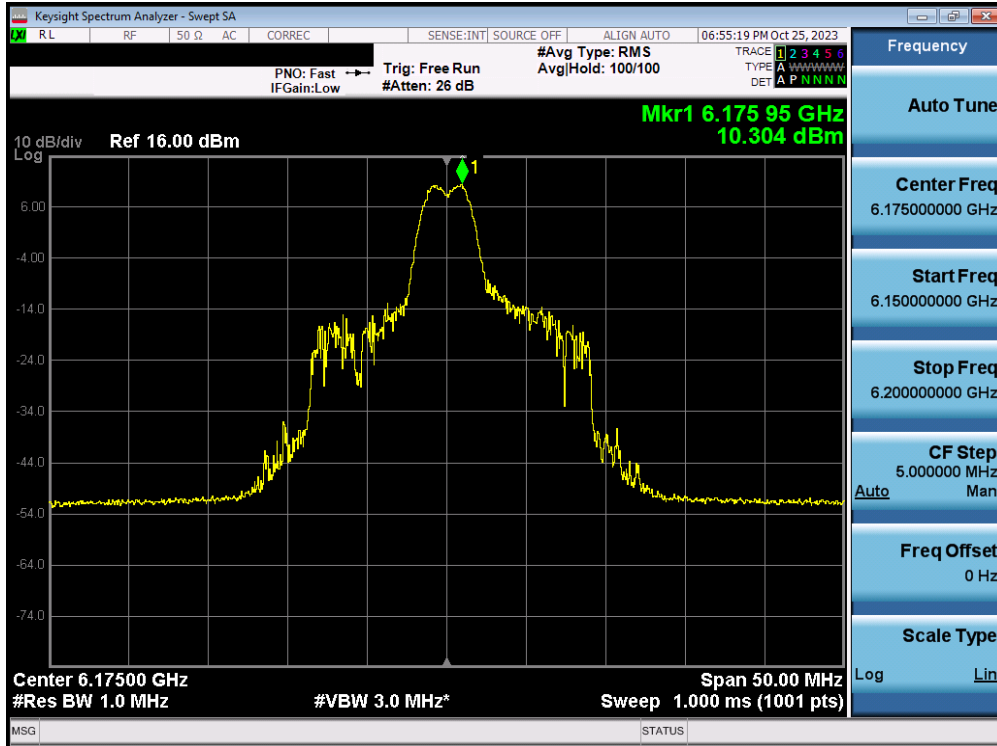 Keysight Spectrum Analyzer - Swept SA
LXI RL RF 50 Ω AC CORREC SENSE:INT SOURCE OFF ALIGN AUTO 06:55:19 PM Oct 25, 2023
PNO: Fast
IFGain:Low
Trig: Free Run
#Atten: 26 dB
#Avg Type: RMS
Avg|Hold: 100/100
TRACE 1 2 3 4 5 6
TYPE A WWWWW
DET A P N N N N
Mkr1 6.175 95 GHz
10.304 dBm
10 dB/div
Log
Ref 16.00 dBm
1
6.00
-4.00
-14.0
-24.0
-34.0
-44.0
-54.0
-64.0
-74.0
Center 6.17500 GHz
Span 50.00 MHz
#Res BW 1.0 MHz
#VBW 3.0 MHz*
Sweep 1.000 ms (1001 pts)
MSG STATUS
Frequency
Auto Tune
Center Freq
6.175000000 GHz
Start Freq
6.150000000 GHz
Stop Freq
6.200000000 GHz
CF Step
5.000000 MHz
Auto Man
Freq Offset
0 Hz
Scale Type
Log Lin